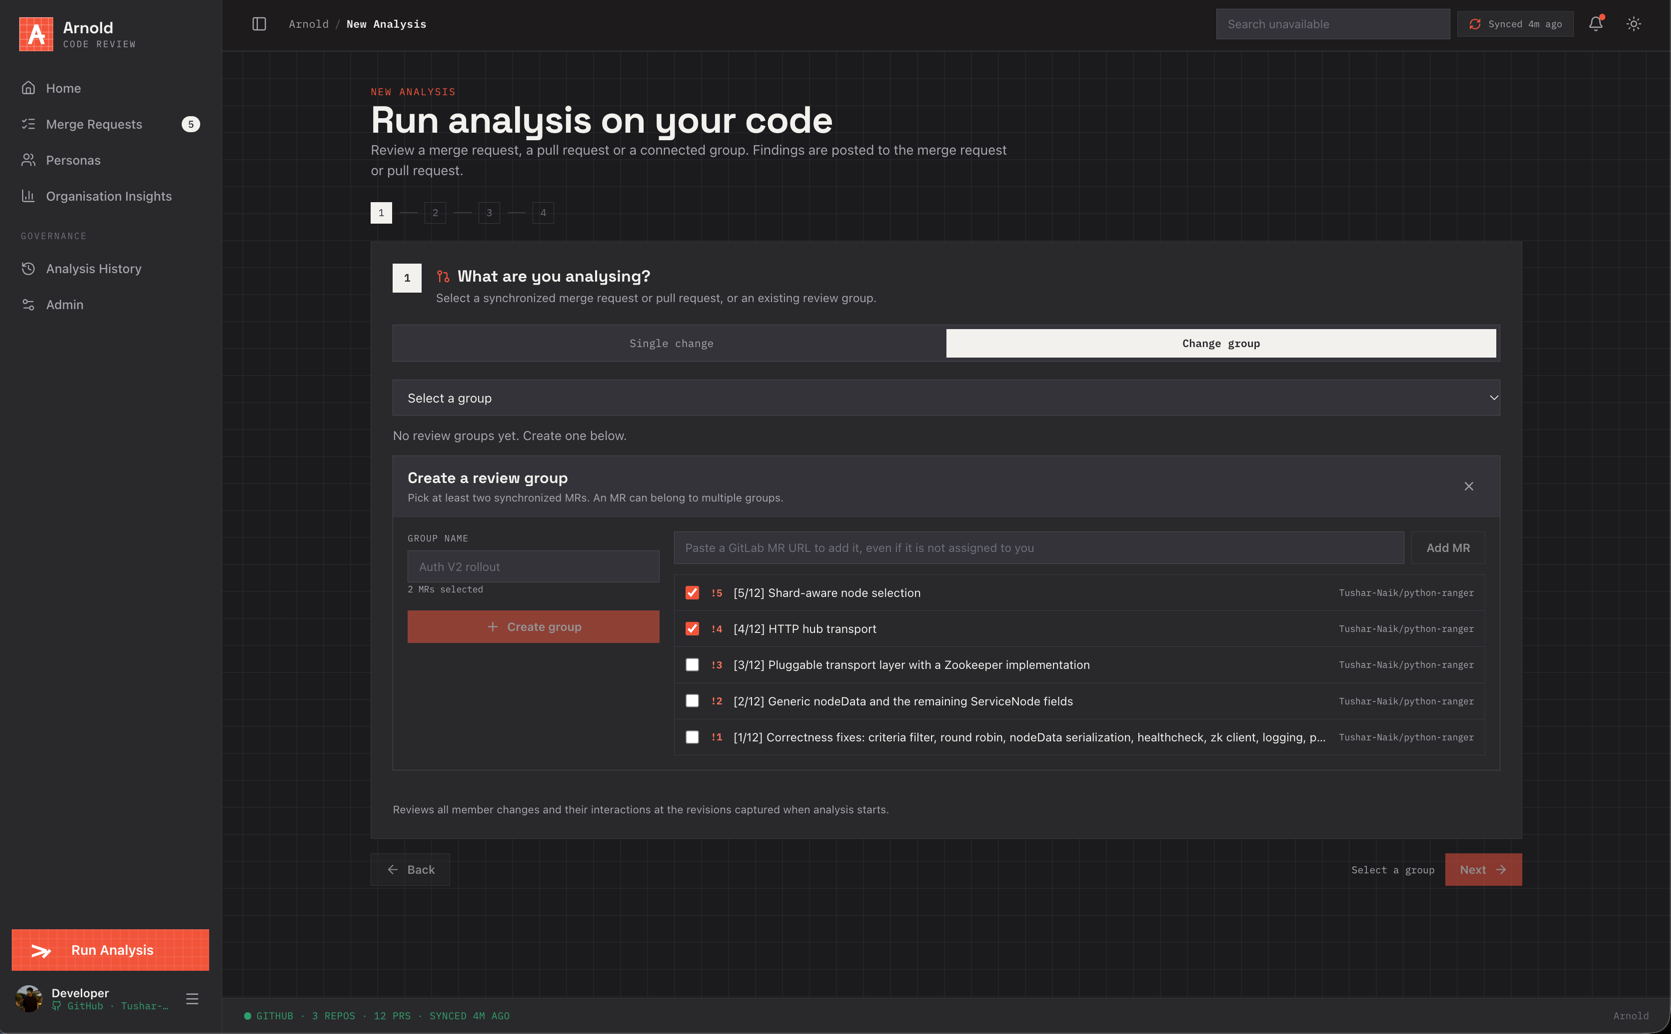 Arnold
CODE REVIEW
Home
Merge Requests 5
Personas
Organisation Insights
GOVERNANCE
Analysis History
Admin
Run Analysis
Developer
GitHub · Tushar-…
Arnold / New Analysis
Search unavailable
Synced 4m ago
NEW ANALYSIS
Run analysis on your code
Review a merge request, a pull request or a connected group. Findings are posted to the merge request
or pull request.
1 2 3 4
1 What are you analysing?
Select a synchronized merge request or pull request, or an existing review group.
Single change
Change group
Select a group
No review groups yet. Create one below.
Create a review group
Pick at least two synchronized MRs. An MR can belong to multiple groups.
GROUP NAME
Auth V2 rollout
2 MRs selected
+ Create group
Paste a GitLab MR URL to add it, even if it is not assigned to you
Add MR
!5 [5/12] Shard-aware node selection Tushar-Naik/python-ranger
!4 [4/12] HTTP hub transport Tushar-Naik/python-ranger
!3 [3/12] Pluggable transport layer with a Zookeeper implementation Tushar-Naik/python-ranger
!2 [2/12] Generic nodeData and the remaining ServiceNode fields Tushar-Naik/python-ranger
!1 [1/12] Correctness fixes: criteria filter, round robin, nodeData serialization, healthcheck, zk client, logging, p... Tushar-Naik/python-ranger
Reviews all member changes and their interactions at the revisions captured when analysis starts.
Back
Select a group
Next
GITHUB · 3 REPOS · 12 PRS · SYNCED 4M AGO
Arnold